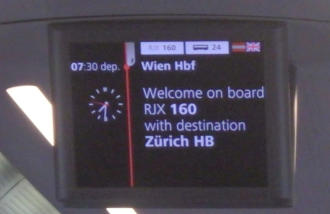 RJX 160 24
07:30 dep. Wien Hbf
Welcome on board
RJX 160
with destination
Zürich HB